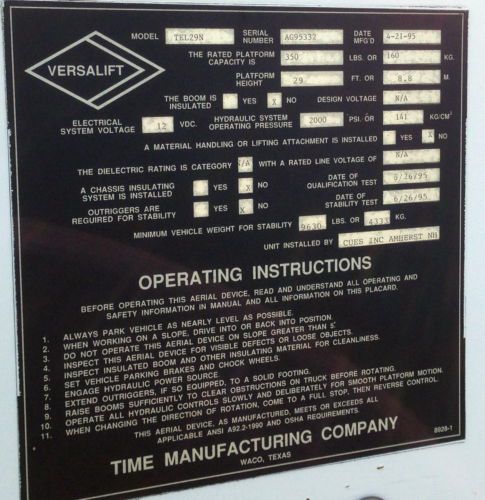 VERSALIFT
MODEL TEL29N SERIAL NUMBER AG95332 DATE MFG'D 4-21-95
THE RATED PLATFORM CAPACITY IS 350 LBS. OR 160 KG.
PLATFORM HEIGHT 29 FT. OR 8.8 M.
THE BOOM IS INSULATED YES X NO DESIGN VOLTAGE N/A
ELECTRICAL SYSTEM VOLTAGE 12 VDC. HYDRAULIC SYSTEM OPERATING PRESSURE 2000 PSI. OR 141 KG/CM²
A MATERIAL HANDLING OR LIFTING ATTACHMENT IS INSTALLED YES X NO
THE DIELECTRIC RATING IS CATEGORY N/A WITH A RATED LINE VOLTAGE OF N/A
A CHASSIS INSULATING SYSTEM IS INSTALLED YES X NO DATE OF QUALIFICATION TEST 6/26/95
OUTRIGGERS ARE REQUIRED FOR STABILITY YES X NO DATE OF STABILITY TEST 6/26/95
MINIMUM VEHICLE WEIGHT FOR STABILITY 9630 LBS. OR 4333 KG.
UNIT INSTALLED BY CUES INC AMHERST NH
OPERATING INSTRUCTIONS
BEFORE OPERATING THIS AERIAL DEVICE, READ AND UNDERSTAND ALL OPERATING AND
SAFETY INFORMATION IN MANUAL AND ALL INFORMATION ON THIS PLACARD.
1. ALWAYS PARK VEHICLE AS NEARLY LEVEL AS POSSIBLE.
2. WHEN WORKING ON A SLOPE, DRIVE INTO OR BACK INTO POSITION.
3. DO NOT OPERATE THIS AERIAL DEVICE ON SLOPE GREATER THAN 5°.
4. INSPECT THIS AERIAL DEVICE FOR VISIBLE DEFECTS OR LOOSE OBJECTS.
5. INSPECT INSULATED BOOM AND OTHER INSULATING MATERIAL FOR CLEANLINESS.
6. SET VEHICLE PARKING BRAKES AND CHOCK WHEELS.
7. ENGAGE HYDRAULIC POWER SOURCE.
8. EXTEND OUTRIGGERS, IF SO EQUIPPED, TO A SOLID FOOTING.
9. RAISE BOOMS SUFFICIENTLY TO CLEAR OBSTRUCTIONS ON TRUCK BEFORE ROTATING.
10. OPERATE ALL HYDRAULIC CONTROLS SLOWLY AND DELIBERATELY FOR SMOOTH PLATFORM MOTION.
11. WHEN CHANGING THE DIRECTION OF ROTATION, COME TO A FULL STOP, THEN REVERSE CONTROL.
THIS AERIAL DEVICE, AS MANUFACTURED, MEETS OR EXCEEDS ALL
APPLICABLE ANSI A92.2-1990 AND OSHA REQUIREMENTS.
TIME MANUFACTURING COMPANY
WACO, TEXAS
8928-1